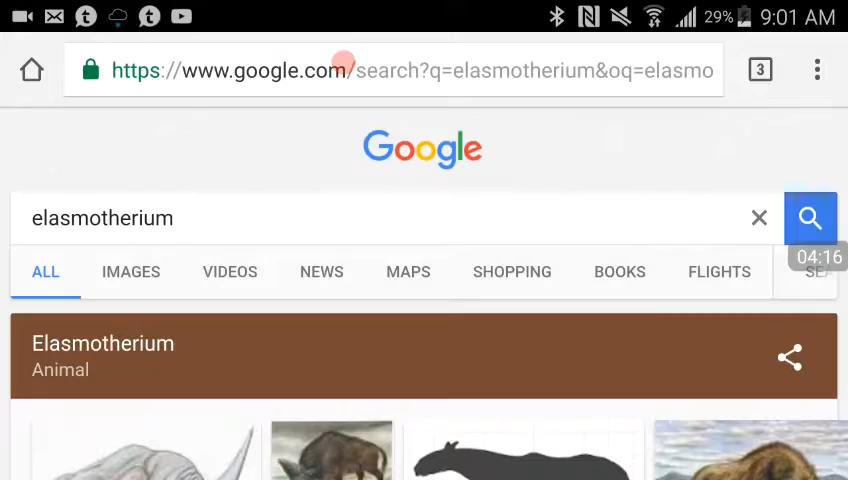 29% 9:01 AM
https://www.google.com/search?q=elasmotherium&oq=elasmo
3
Google
elasmotherium
04:16
ALL IMAGES VIDEOS NEWS MAPS SHOPPING BOOKS FLIGHTS
Elasmotherium
Animal